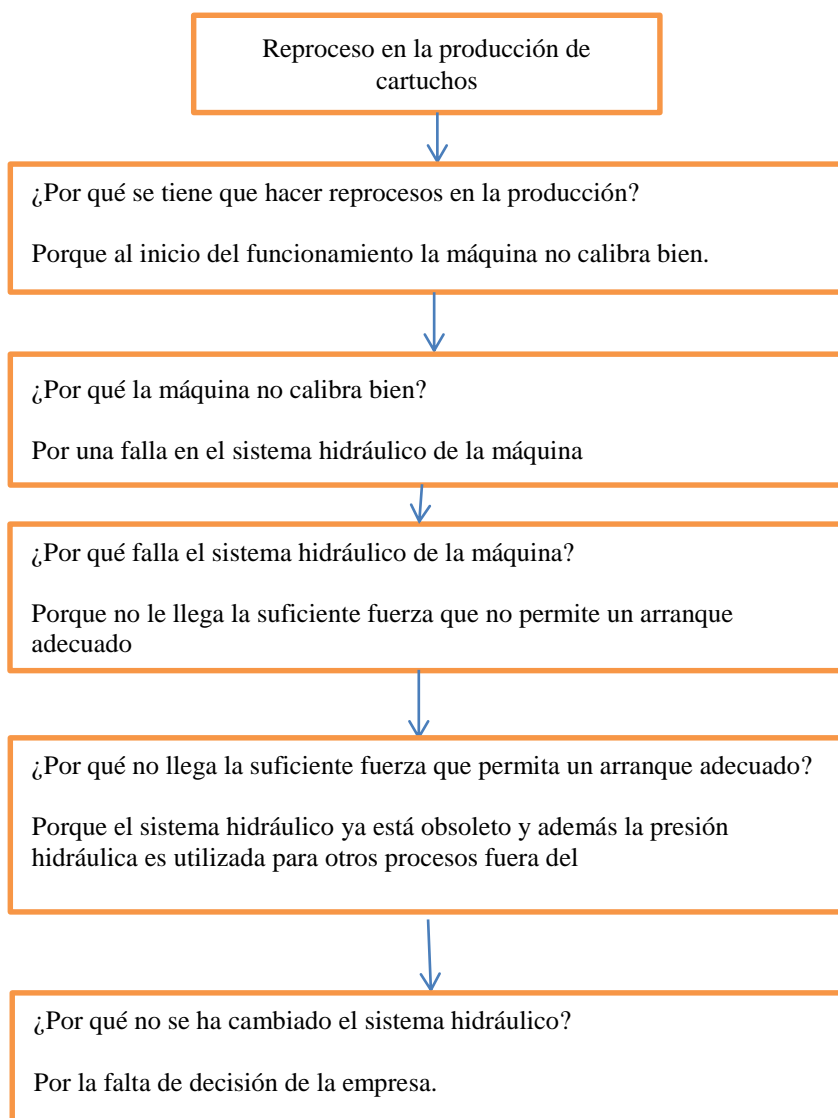 Reproceso en la producción de
cartuchos
¿Por qué se tiene que hacer reprocesos en la producción?
Porque al inicio del funcionamiento la máquina no calibra bien.
¿Por qué la máquina no calibra bien?
Por una falla en el sistema hidráulico de la máquina
¿Por qué falla el sistema hidráulico de la máquina?
Porque no le llega la suficiente fuerza que no permite un arranque
adecuado
¿Por qué no llega la suficiente fuerza que permita un arranque adecuado?
Porque el sistema hidráulico ya está obsoleto y además la presión
hidráulica es utilizada para otros procesos fuera del
¿Por qué no se ha cambiado el sistema hidráulico?
Por la falta de decisión de la empresa.